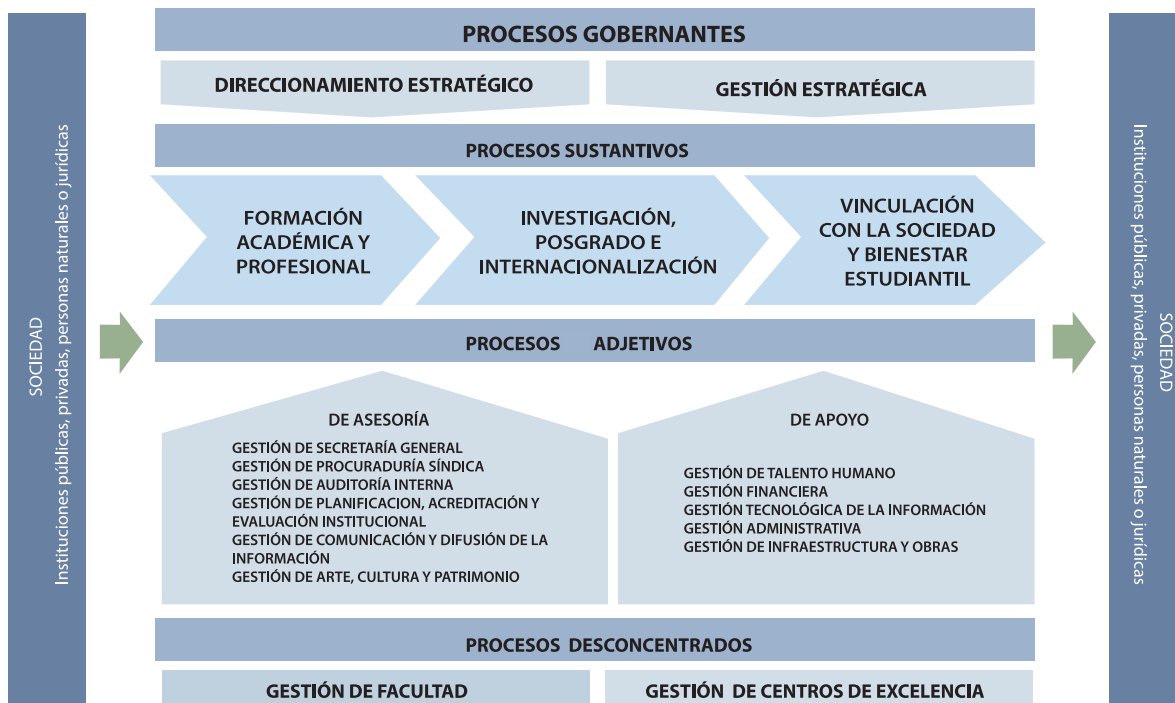 SOCIEDAD
Instituciones públicas, privadas, personas naturales o jurídicas
PROCESOS GOBERNANTES
DIRECCIONAMIENTO ESTRATÉGICO
GESTIÓN ESTRATÉGICA
PROCESOS SUSTANTIVOS
FORMACIÓN
ACADÉMICA Y
PROFESIONAL
INVESTIGACIÓN,
POSGRADO E
INTERNACIONALIZACIÓN
VINCULACIÓN
CON LA SOCIEDAD
Y BIENESTAR
ESTUDIANTIL
PROCESOS ADJETIVOS
DE ASESORÍA
GESTIÓN DE SECRETARÍA GENERAL
GESTIÓN DE PROCURADURÍA SÍNDICA
GESTIÓN DE AUDITORÍA INTERNA
GESTIÓN DE PLANIFICACION, ACREDITACIÓN Y
EVALUACIÓN INSTITUCIONAL
GESTIÓN DE COMUNICACIÓN Y DIFUSIÓN DE LA
INFORMACIÓN
GESTIÓN DE ARTE, CULTURA Y PATRIMONIO
DE APOYO
GESTIÓN DE TALENTO HUMANO
GESTIÓN FINANCIERA
GESTIÓN TECNOLÓGICA DE LA INFORMACIÓN
GESTIÓN ADMINISTRATIVA
GESTIÓN DE INFRAESTRUCTURA Y OBRAS
PROCESOS DESCONCENTRADOS
GESTIÓN DE FACULTAD
GESTIÓN DE CENTROS DE EXCELENCIA
SOCIEDAD
Instituciones públicas, privadas, personas naturales o jurídicas